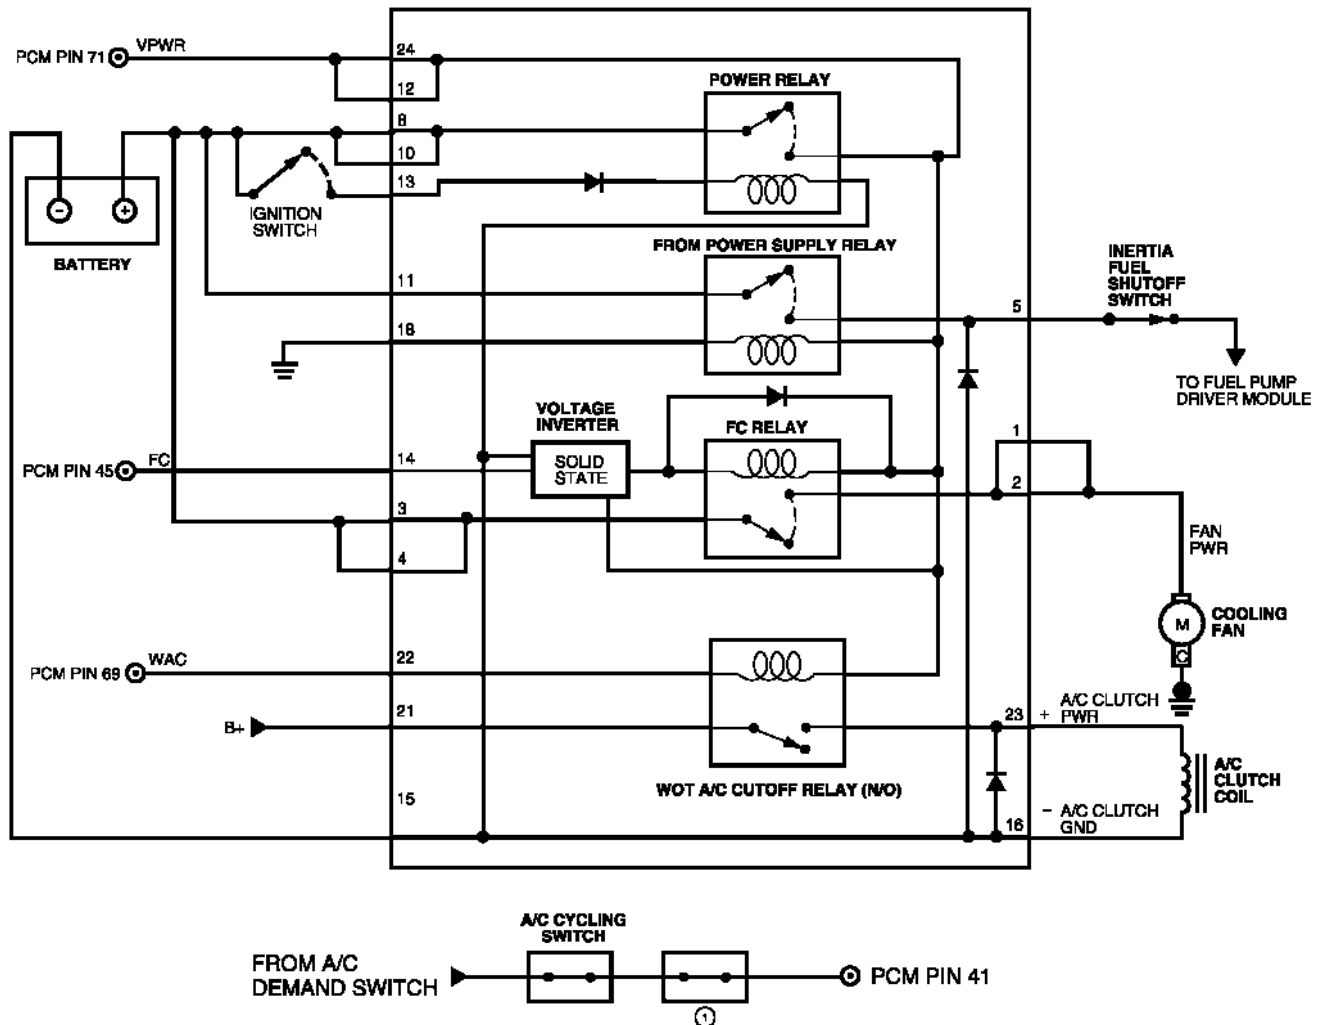 PCM PIN 71
VPWR
24
12
POWER RELAY
8
10
13
IGNITION
SWITCH
- +
BATTERY
FROM POWER SUPPLY RELAY
11
18
5
INERTIA
FUEL
SHUTOFF
SWITCH
TO FUEL PUMP
DRIVER MODULE
VOLTAGE
INVERTER
FC RELAY
1
PCM PIN 45
FC
14
SOLID
STATE
2
3
4
FAN
PWR
M
C
COOLING
FAN
PCM PIN 69
WAC
22
B+
21
23
+ A/C CLUTCH
PWR
A/C
CLUTCH
COIL
WOT A/C CUTOFF RELAY (N/O)
15
16
- A/C CLUTCH
GND
A/C CYCLING
SWITCH
FROM A/C
DEMAND SWITCH
PCM PIN 41
1